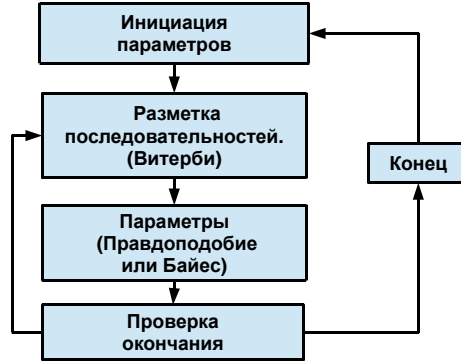 Инициация
параметров
Разметка
последовательностей.
(Витерби)
Конец
Параметры
(Правдоподобие
или Байес)
Проверка
окончания